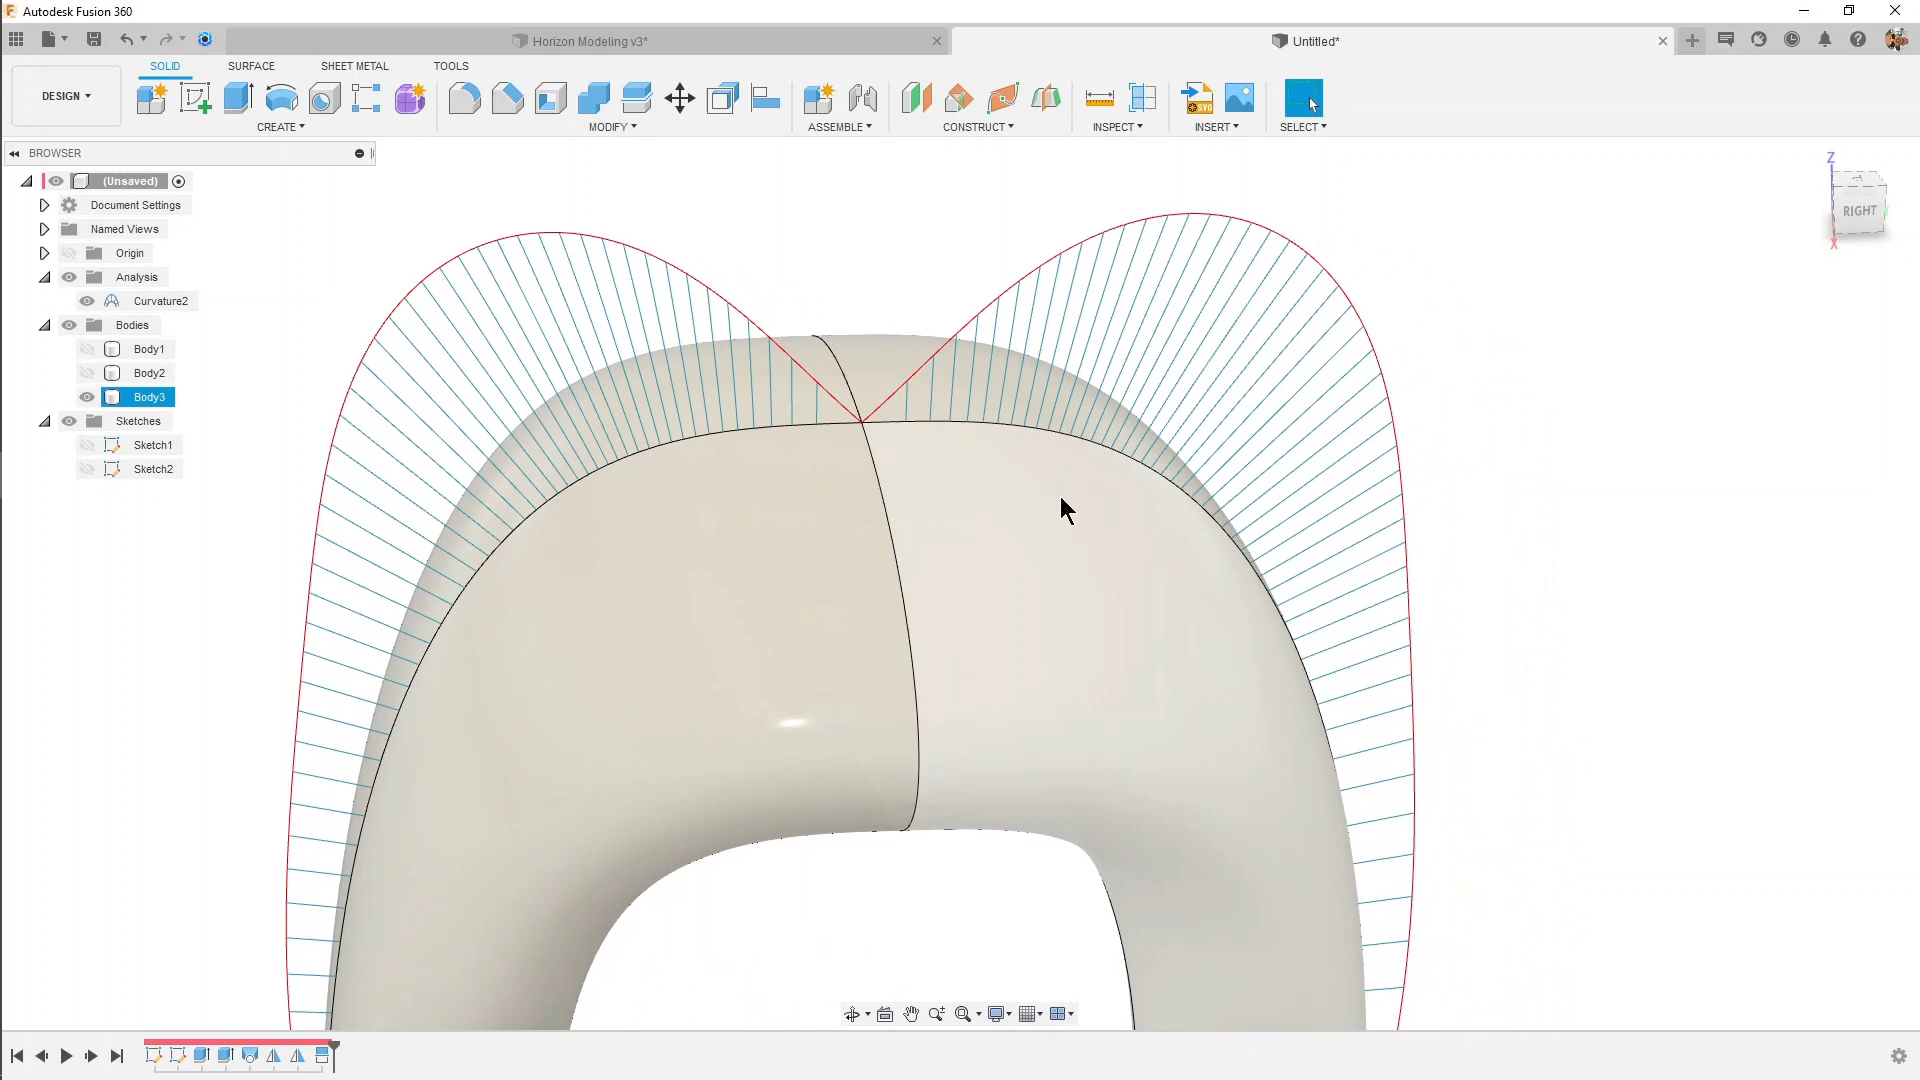 Autodesk Fusion 360
Horizon Modeling v3*
Untitled*
SOLID SURFACE SHEET METAL TOOLS
DESIGN
CREATE MODIFY ASSEMBLE CONSTRUCT INSPECT INSERT SELECT
SVG
BROWSER
(Unsaved)
Document Settings
Named Views
Origin
Analysis
Curvature2
Bodies
Body1
Body2
Body3
Sketches
Sketch1
Sketch2
Z
RIGHT
X